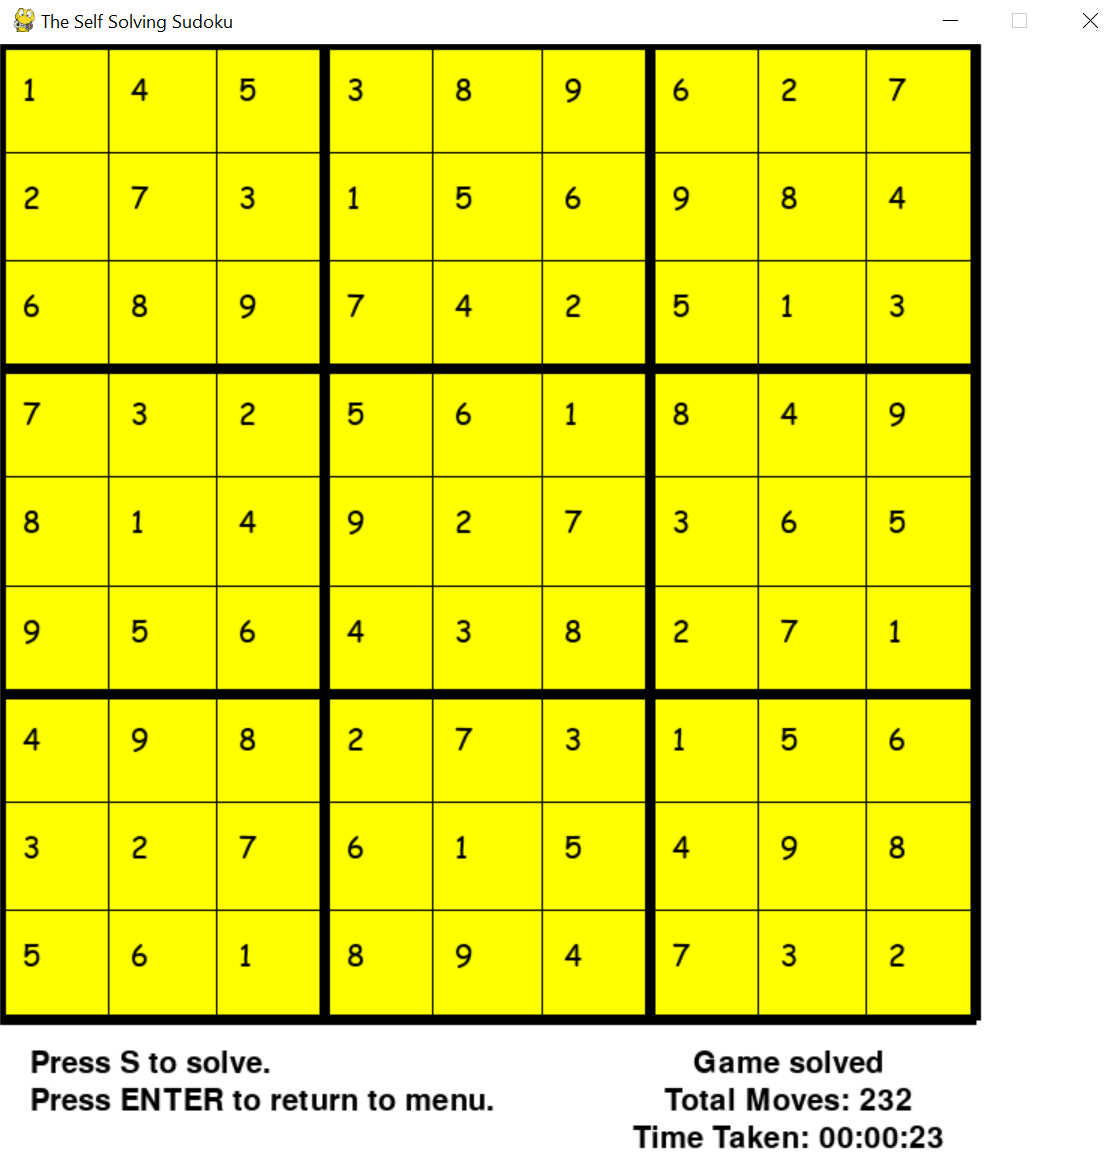 The Self Solving Sudoku
1 4 5 3 8 9 6 2 7
2 7 3 1 5 6 9 8 4
6 8 9 7 4 2 5 1 3
7 3 2 5 6 1 8 4 9
8 1 4 9 2 7 3 6 5
9 5 6 4 3 8 2 7 1
4 9 8 2 7 3 1 5 6
3 2 7 6 1 5 4 9 8
5 6 1 8 9 4 7 3 2
Press S to solve.
Press ENTER to return to menu.
Game solved
Total Moves: 232
Time Taken: 00:00:23